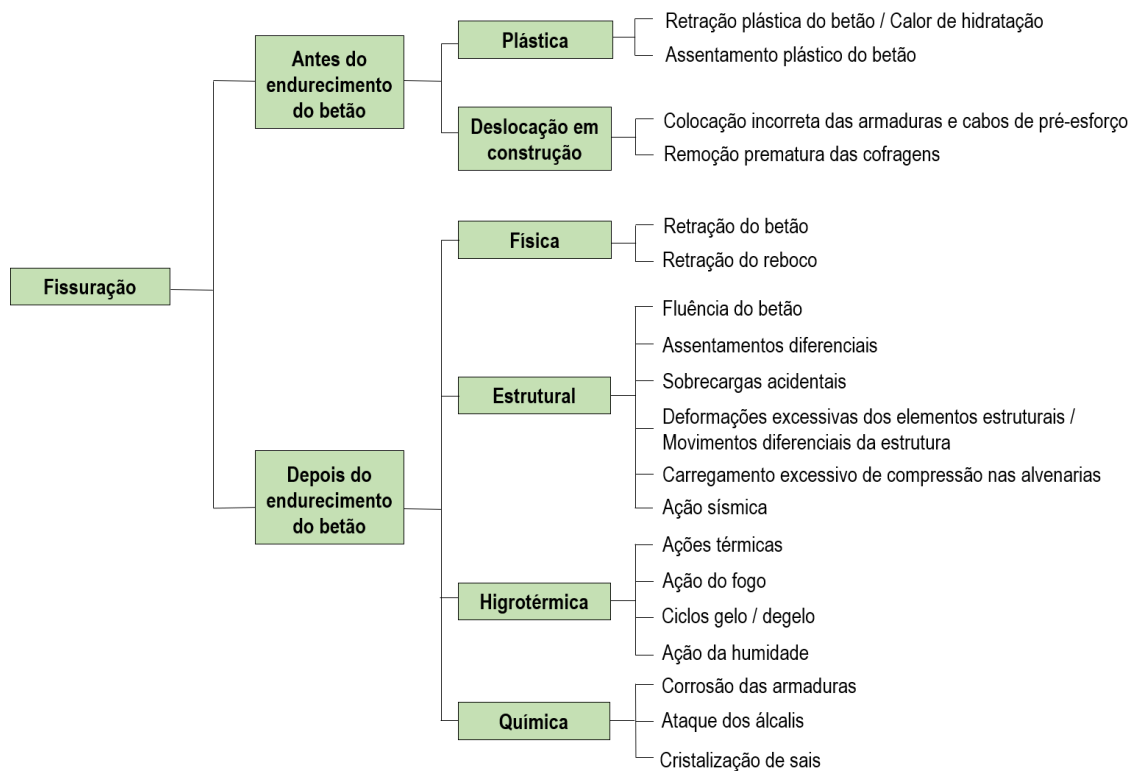 Fissuração
Antes do
endurecimento
do betão
Plástica
Retração plástica do betão / Calor de hidratação
Assentamento plástico do betão
Deslocação em
construção
Colocação incorreta das armaduras e cabos de pré-esforço
Remoção prematura das cofragens
Depois do
endurecimento
do betão
Física
Retração do betão
Retração do reboco
Estrutural
Fluência do betão
Assentamentos diferenciais
Sobrecargas acidentais
Deformações excessivas dos elementos estruturais /
Movimentos diferenciais da estrutura
Carregamento excessivo de compressão nas alvenarias
Ação sísmica
Higrotérmica
Ações térmicas
Ação do fogo
Ciclos gelo / degelo
Ação da humidade
Química
Corrosão das armaduras
Ataque dos álcalis
Cristalização de sais